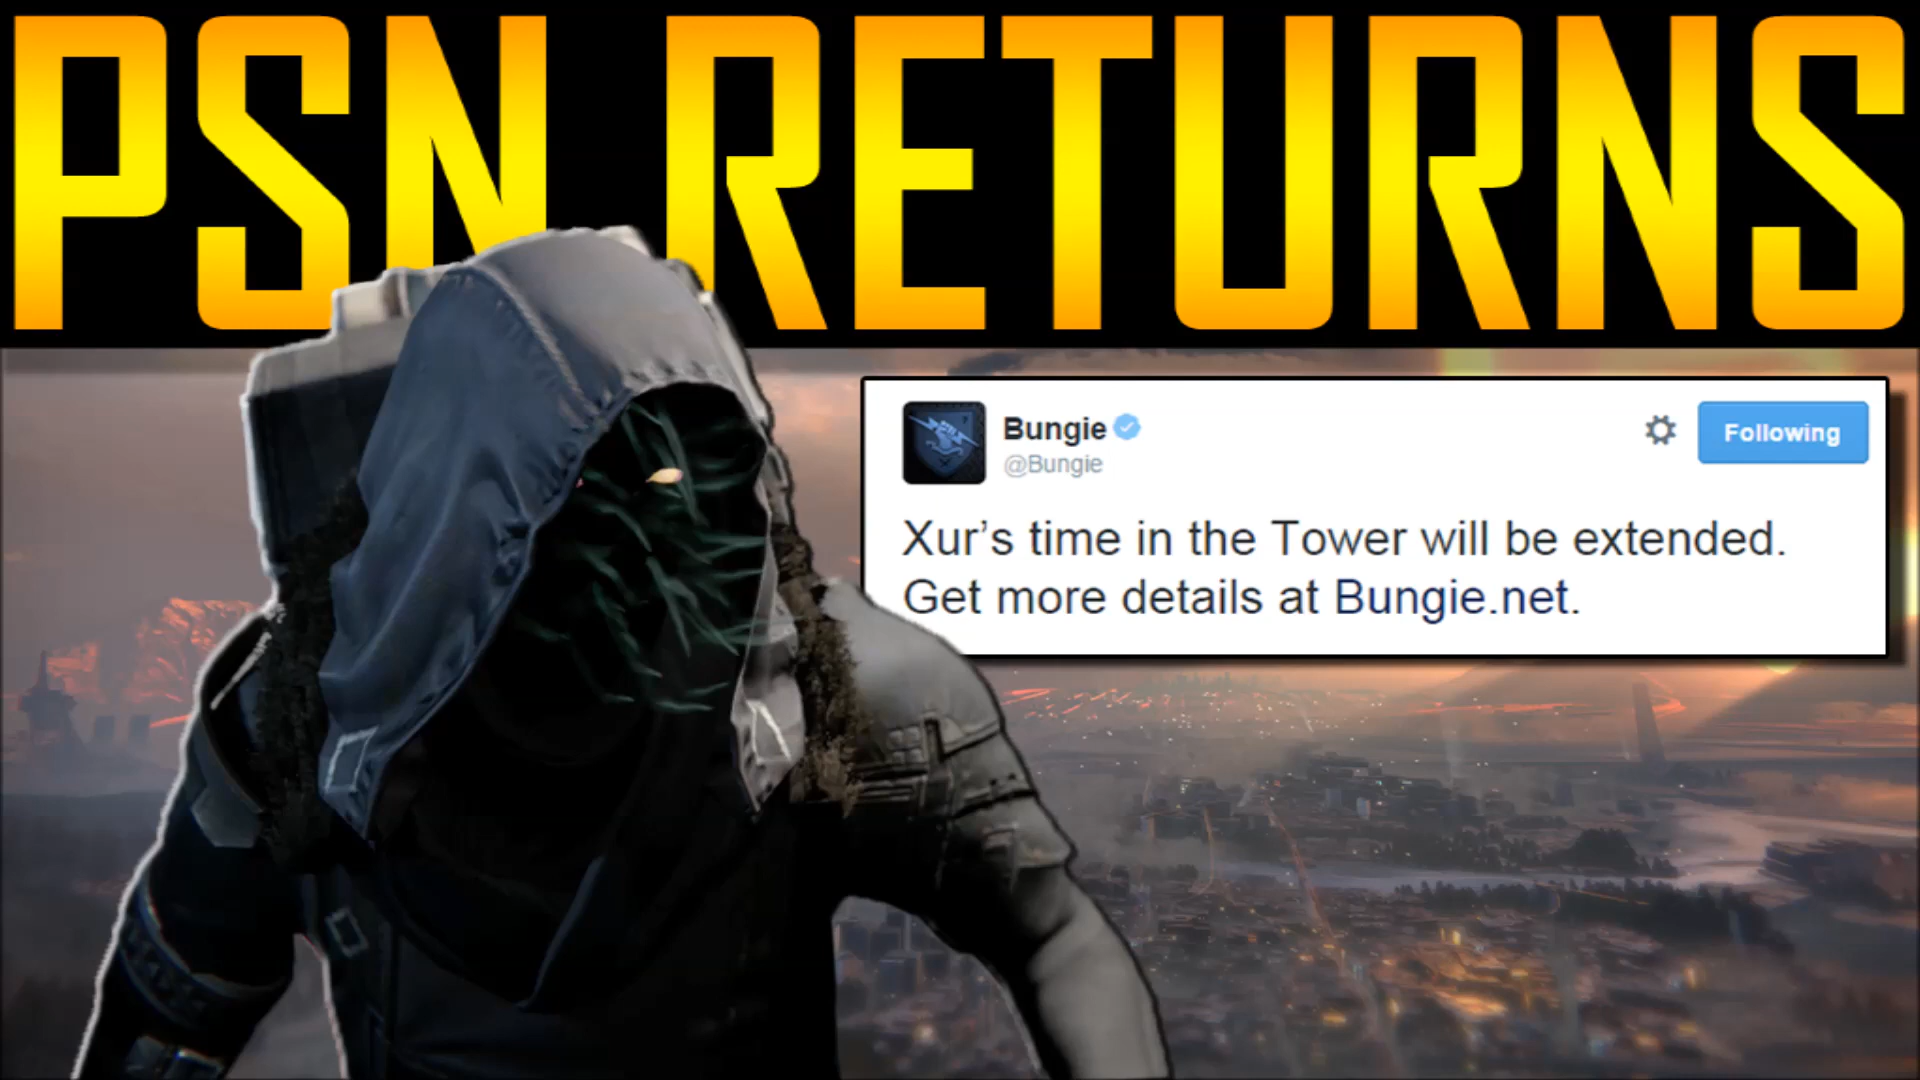 PSN RETURNS
Bungie
@Bungie
Following
Xur’s time in the Tower will be extended.
Get more details at Bungie.net.